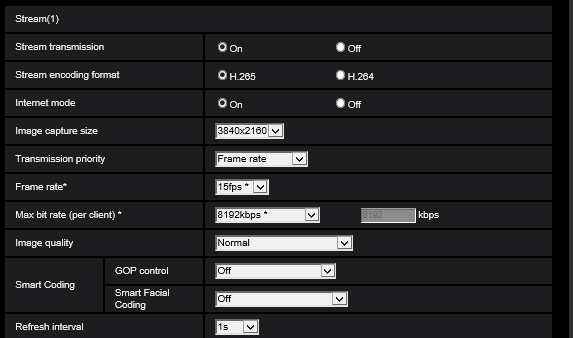 Stream(1)
Stream transmission On Off
Stream encoding format H.265 H.264
Internet mode On Off
Image capture size 3840x2160
Transmission priority Frame rate
Frame rate* 15fps *
Max bit rate (per client) * 8192kbps * 8192 kbps
Image quality Normal
Smart Coding GOP control Off
Smart Facial Coding Off
Refresh interval 1s